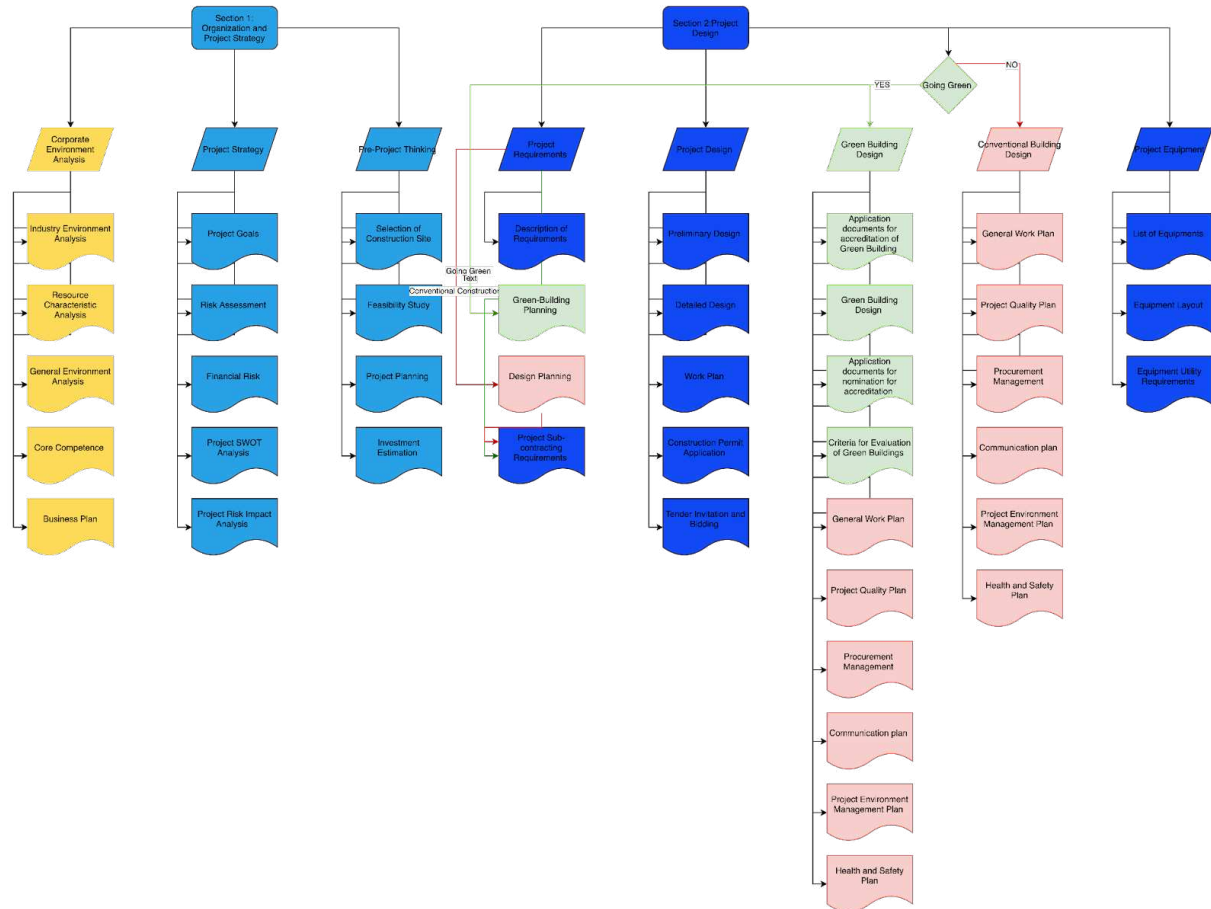 Section 1:
Organization and
Project Strategy
Section 2:Project
Design
NO
YES
Going Green
Corporate
Environment
Analysis
Project Strategy
Pre-Project Thinking
Project
Requirements
Project Design
Green Building
Design
Conventional Building
Design
Project Equipment
Industry Environment
Analysis
Project Goals
Selection of
Construction Site
Description of
Requirements
Preliminary Design
Application
documents for
accreditation of
Green Building
General Work Plan
List of Equipments
Going Green
Text
Conventional Construction
Resource
Characteristic
Analysis
Risk Assessment
Feasibility Study
Green-Building
Planning
Detailed Design
Green Building
Design
Project Quality Plan
Equipment Layout
General Environment
Analysis
Financial Risk
Project Planning
Design Planning
Work Plan
Application
documents for
nomination for
accreditation
Procurement
Management
Equipment Utility
Requirements
Core Competence
Project SWOT
Analysis
Investment
Estimation
Project Sub-
contracting
Requirements
Construction Permit
Application
Criteria for Evaluation
of Green Buildings
Communication plan
Business Plan
Project Risk Impact
Analysis
Tender Invitation and
Bidding
General Work Plan
Project Environment
Management Plan
Project Quality Plan
Health and Safety
Plan
Procurement
Management
Communication plan
Project Environment
Management Plan
Health and Safety
Plan